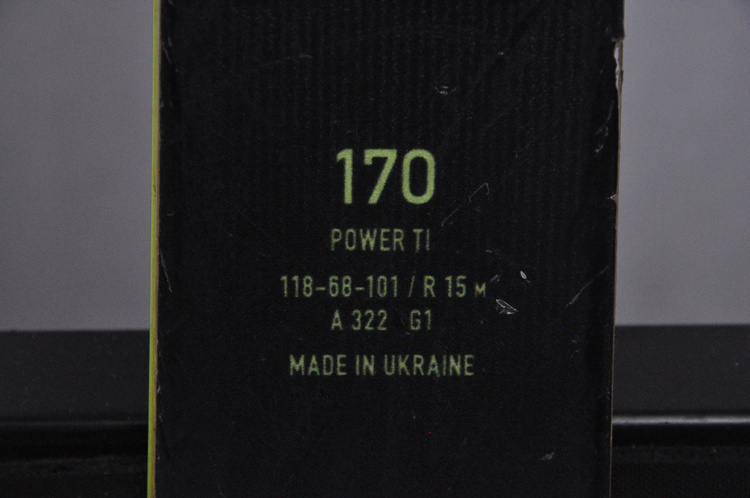 170
POWER TI
118-68-101 / R 15 M
A 322 G1
MADE IN UKRAINE